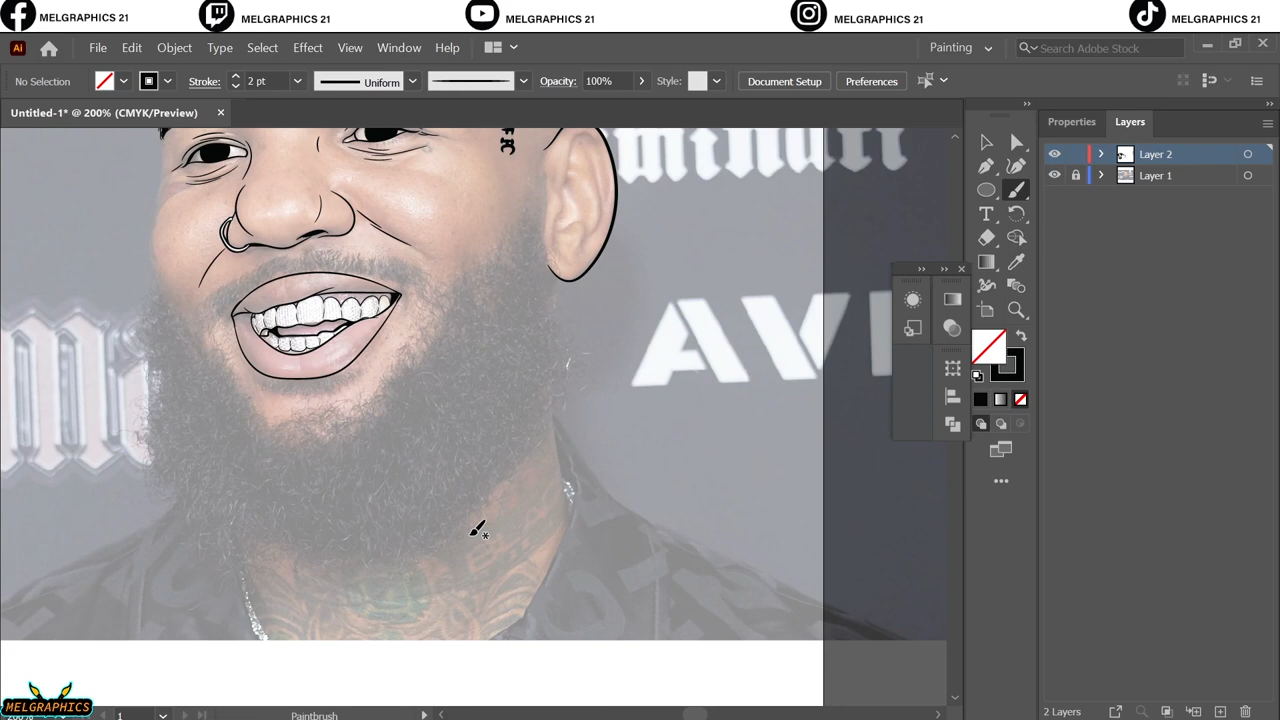 MELGRAPHICS 21 MELGRAPHICS 21 MELGRAPHICS 21 MELGRAPHICS 21 MELGRAPHICS 21
Ai File Edit Object Type Select Effect View Window Help Painting Search Adobe Stock
No Selection Stroke: 2 pt Uniform Opacity: 100% Style: Document Setup Preferences
Untitled-1* @ 200% (CMYK/Preview)
Properties Layers
Layer 2
Layer 1
AV
MELGRAPHICS
1 Paintbrush 2 Layers